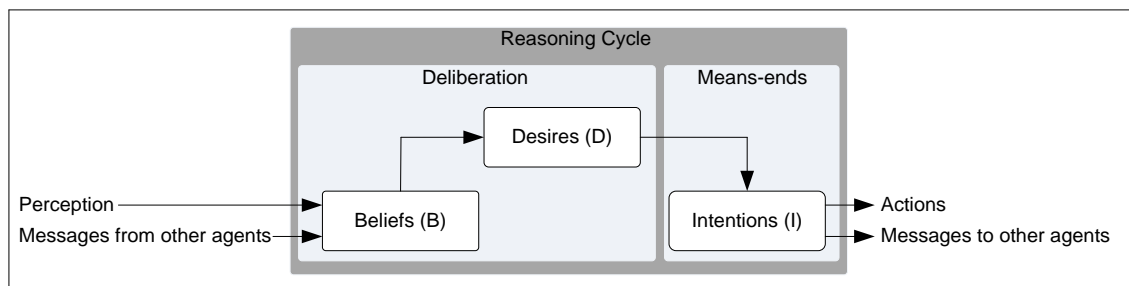 Reasoning Cycle
Deliberation
Means-ends
Desires (D)
Perception
Messages from other agents
Beliefs (B)
Intentions (I)
Actions
Messages to other agents